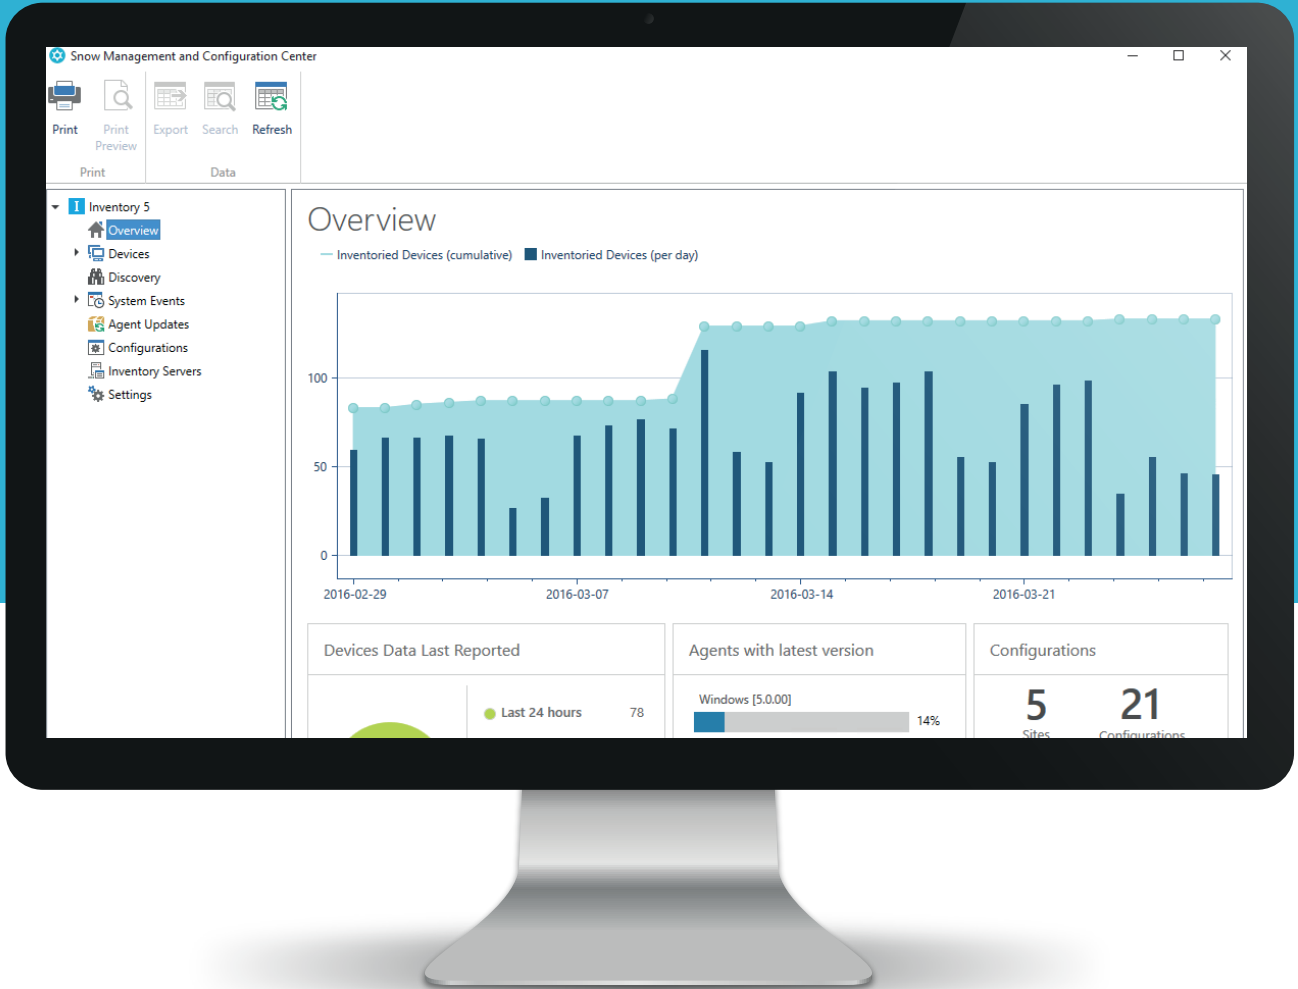 Snow Management and Configuration Center
Print
Print
Preview
Export
Search
Refresh
Print
Data
Inventory 5
Overview
Devices
Discovery
System Events
Agent Updates
Configurations
Inventory Servers
Settings
Overview
Inventoried Devices (cumulative)
Inventoried Devices (per day)
100
50
0
2016-02-29
2016-03-07
2016-03-14
2016-03-21
Devices Data Last Reported
Last 24 hours
78
Agents with latest version
Windows [5.0.00]
14%
Configurations
5
21
Sites
Configurations